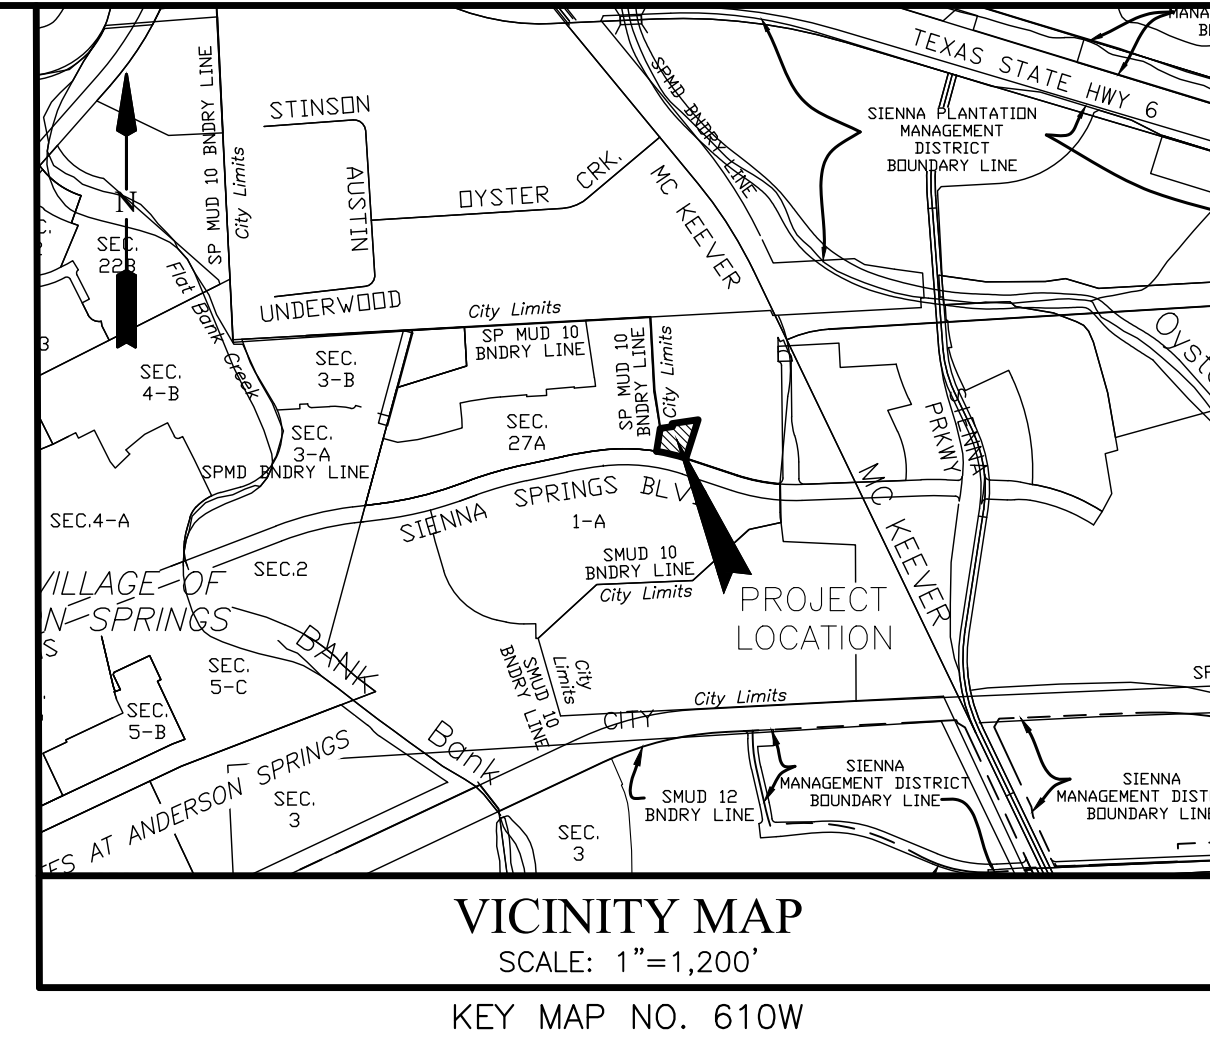 TEXAS STATE HWY 6
SP MUD 10 BNDRY LINE
City Limits
STINSON
AUSTIN
OYSTER CRK.
UNDERWOOD
SPMD BNDRY LINE
MC KEEVER
SIENNA PLANTATION
MANAGEMENT
DISTRICT
BOUNDARY LINE
N
SEC.
22B
Flat Bank Creek
City Limits
SP MUD 10
BNDRY LINE
SP MUD 10
BNDRY LINE
City Limits
SEC.
3-B
SEC.
4-B
SEC.
3-A
SEC.
27A
SPMD BNDRY LINE
SIENNA
PRKWY
SEC.4-A
SIENNA SPRINGS BLVD
1-A
MC KEEVER
SEC.2
SMUD 10
BNDRY LINE
City Limits
PROJECT
LOCATION
VILLAGE OF
N SPRINGS
BANK
SEC.
5-C
SEC.
5-B
SMUD 10
BNDRY LINE
City
Limits
City Limits
CITY
Bank
ES AT ANDERSON SPRINGS
SEC.
3
SEC.
3
SMUD 12
BNDRY LINE
SIENNA
MANAGEMENT DISTRICT
BOUNDARY LINE
SIENNA
MANAGEMENT DIST
BOUNDARY LINE
VICINITY MAP
SCALE: 1"=1,200'
KEY MAP NO. 610W